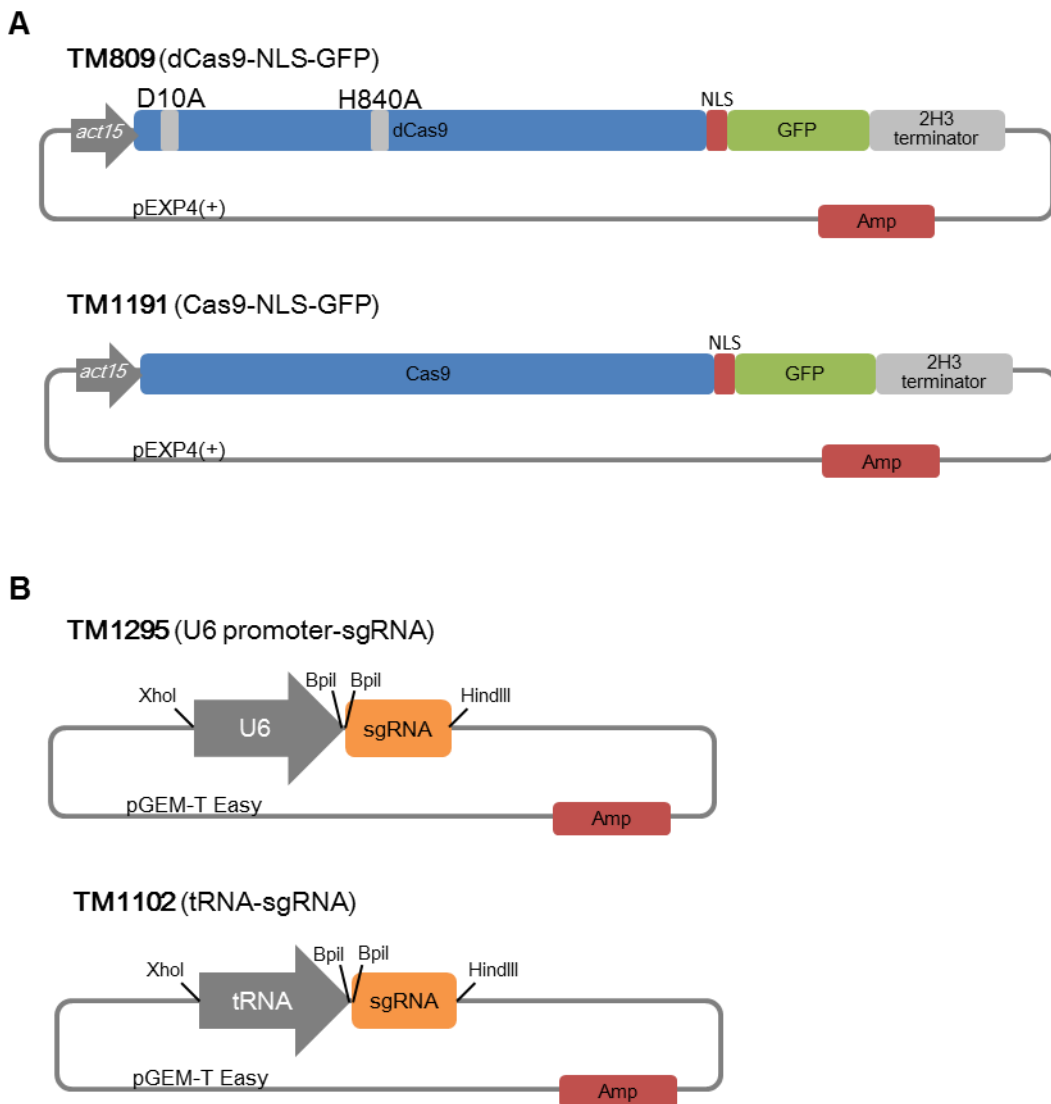 A
TM809 (dCas9-NLS-GFP)
D10A
H840A
NLS
act15
dCas9
GFP
2H3
terminator
pEXP4(+)
Amp
TM1191 (Cas9-NLS-GFP)
NLS
act15
Cas9
GFP
2H3
terminator
pEXP4(+)
Amp
B
TM1295 (U6 promoter-sgRNA)
XhoI
BpiI
BpiI
HindIII
U6
sgRNA
pGEM-T Easy
Amp
TM1102 (tRNA-sgRNA)
XhoI
BpiI
BpiI
HindIII
tRNA
sgRNA
pGEM-T Easy
Amp